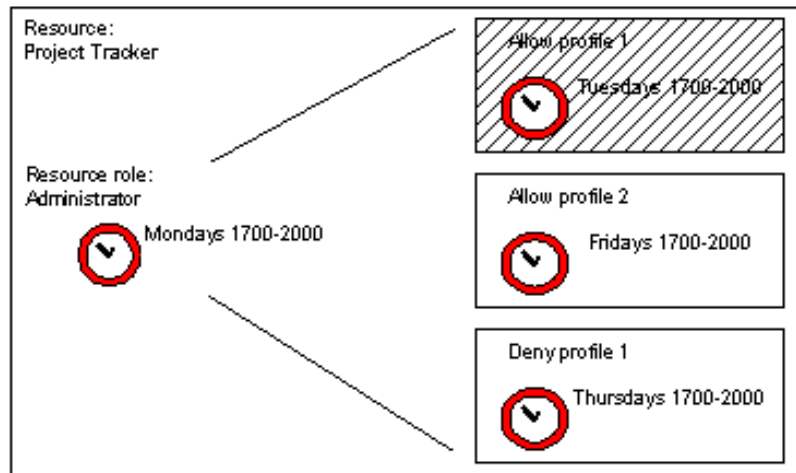 Resource:
Project Tracker
Resource role:
Administrator
Mondays 1700-2000
Allow profile 1
Tuesdays 1700-2000
Allow profile 2
Fridays 1700-2000
Deny profile 1
Thursdays 1700-2000